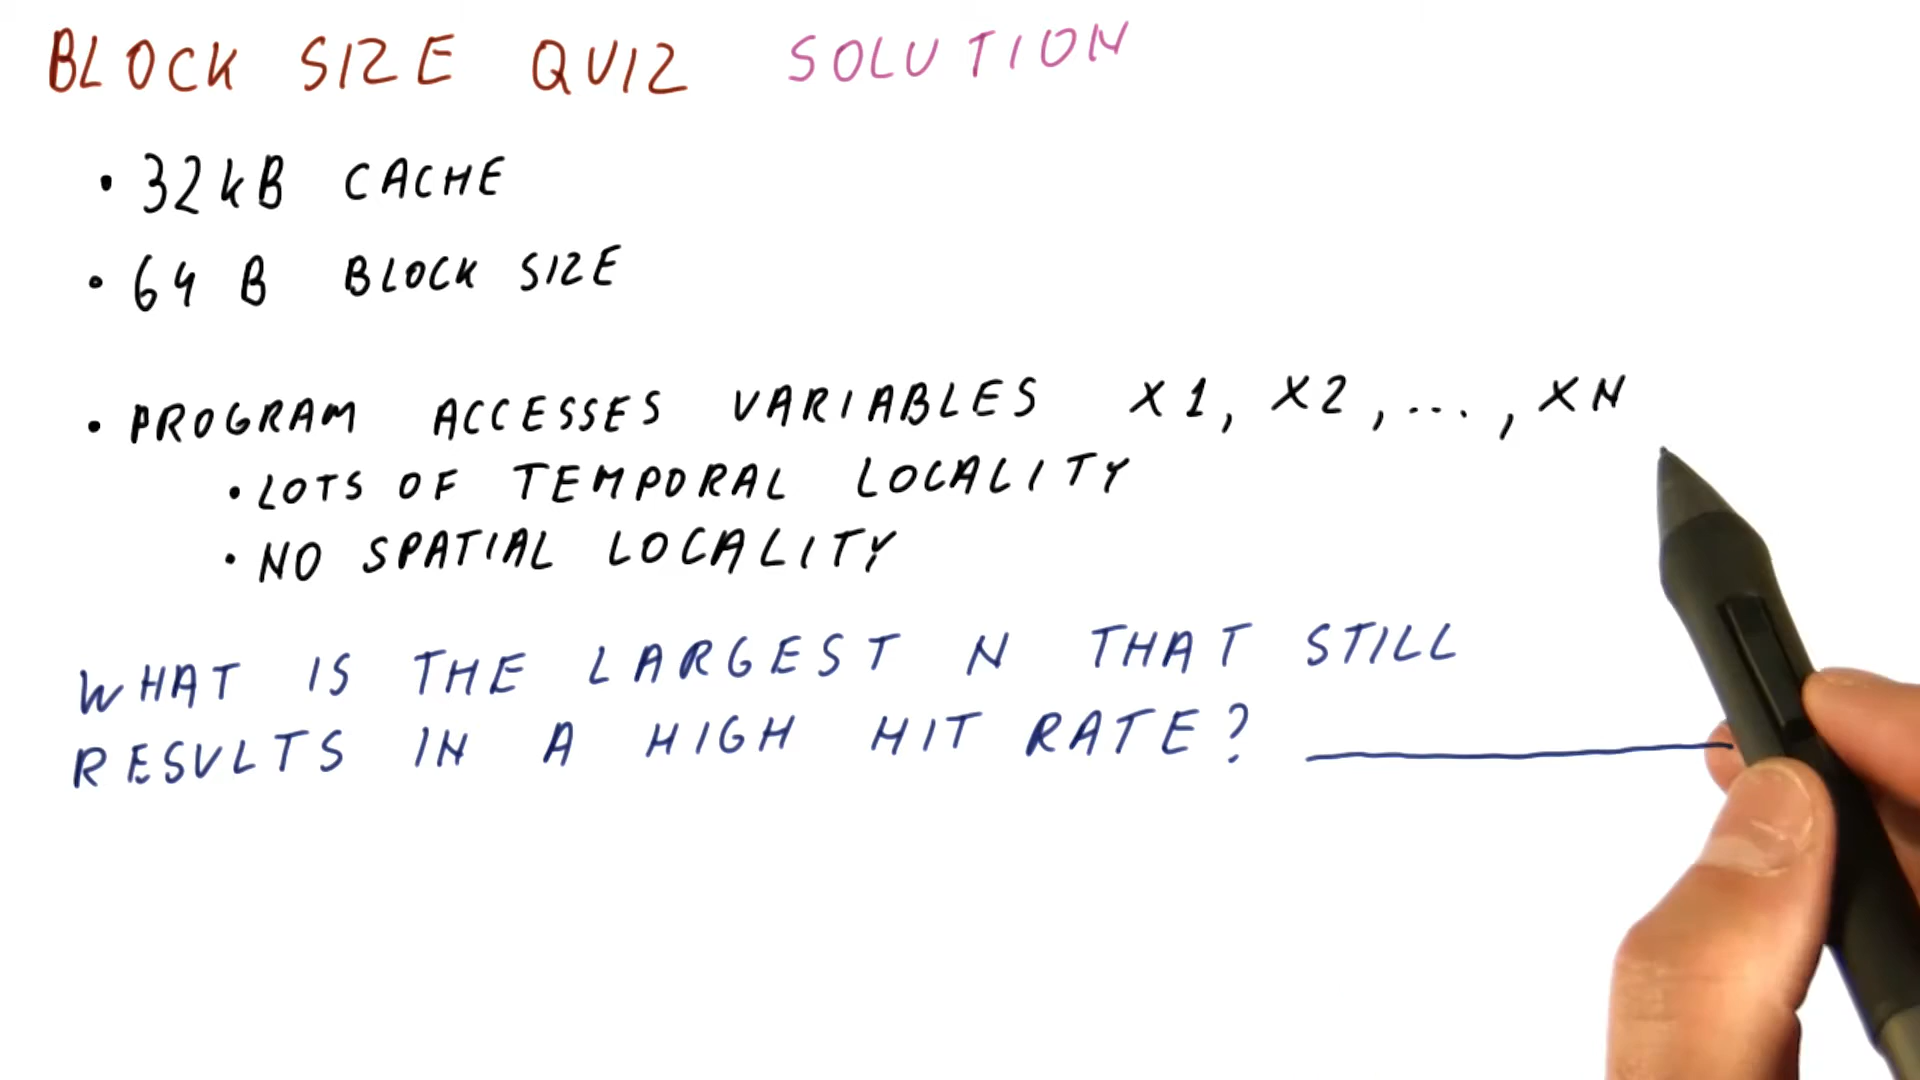 BLOCK SIZE QUIZ SOLUTION
• 32kB CACHE
• 64 B BLOCK SIZE
• PROGRAM ACCESSES VARIABLES X1, X2, ..., XN
• LOTS OF TEMPORAL LOCALITY
• NO SPATIAL LOCALITY
WHAT IS THE LARGEST N THAT STILL
RESULTS IN A HIGH HIT RATE?